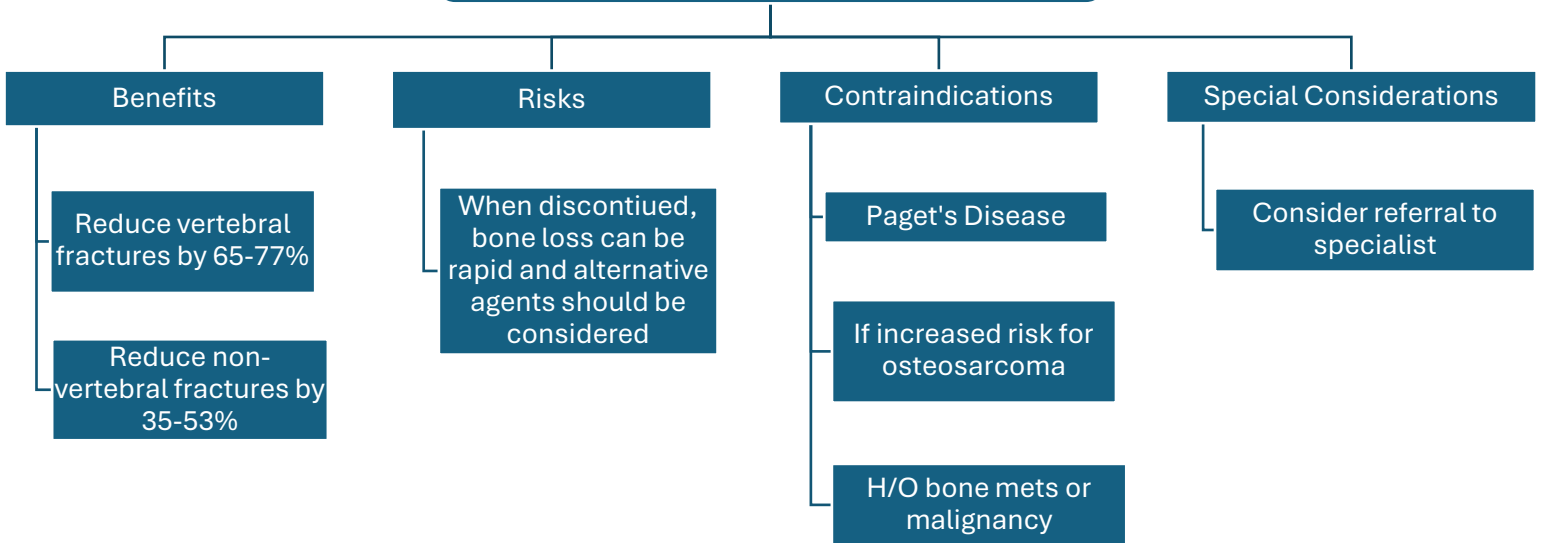 Benefits
Reduce vertebral
fractures by 65-77%
Reduce non-
vertebral fractures by
35-53%
Risks
When discontiued,
bone loss can be
rapid and alternative
agents should be
considered
Contraindications
Paget's Disease
If increased risk for
osteosarcoma
H/O bone mets or
malignancy
Special Considerations
Consider referral to
specialist